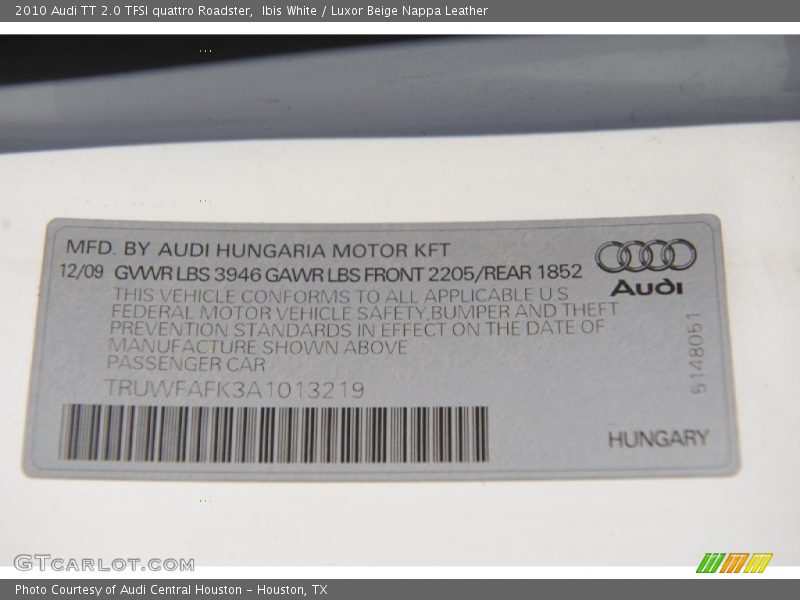 2010 Audi TT 2.0 TFSI quattro Roadster,  Ibis White / Luxor Beige Nappa Leather
MFD. BY AUDI HUNGARIA MOTOR KFT
12/09 GVWR LBS 3946 GAWR LBS FRONT 2205/REAR 1852
THIS VEHICLE CONFORMS TO ALL APPLICABLE U S
FEDERAL MOTOR VEHICLE SAFETY,BUMPER AND THEFT
PREVENTION STANDARDS IN EFFECT ON THE DATE OF
MANUFACTURE SHOWN ABOVE
PASSENGER CAR
TRUWFAFK3A1013219
Audi
5148051
HUNGARY
GTCARLOT.COM
Photo Courtesy of Audi Central Houston - Houston, TX